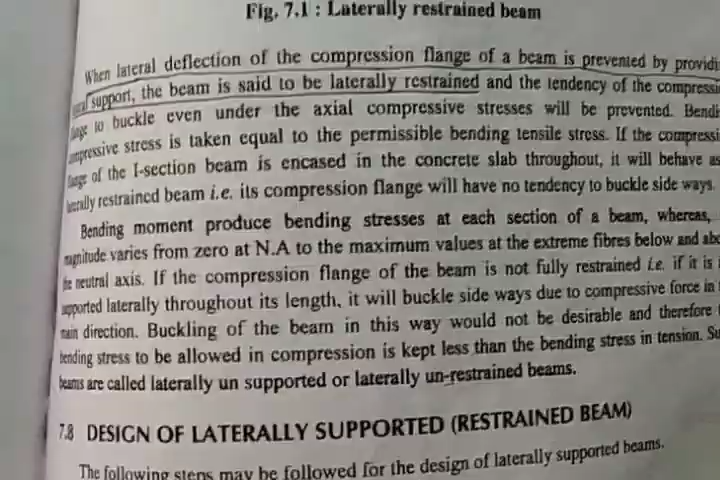 Fig. 7.1 : Laterally restrained beam
When lateral deflection of the compression flange of a beam is prevented by providi
support, the beam is said to be laterally restrained and the tendency of the compressi
to buckle even under the axial compressive stresses will be prevented. Bendi
mpressive stress is taken equal to the permissible bending tensile stress. If the compressi
of the I-section beam is encased in the concrete slab throughout, it will behave as
laterally restrained beam i.e. its compression flange will have no tendency to buckle side ways.
Bending moment produce bending stresses at each section of a beam, whereas,
magnitude varies from zero at N.A to the maximum values at the extreme fibres below and abo
the neutral axis. If the compression flange of the beam is not fully restrained i.e. if it is
supported laterally throughout its length, it will buckle side ways due to compressive force in
main direction. Buckling of the beam in this way would not be desirable and therefore
bending stress to be allowed in compression is kept less than the bending stress in tension. Su
beams are called laterally un supported or laterally un-restrained beams.
7.8 DESIGN OF LATERALLY SUPPORTED (RESTRAINED BEAM)
The following steps may be followed for the design of laterally supported beams.